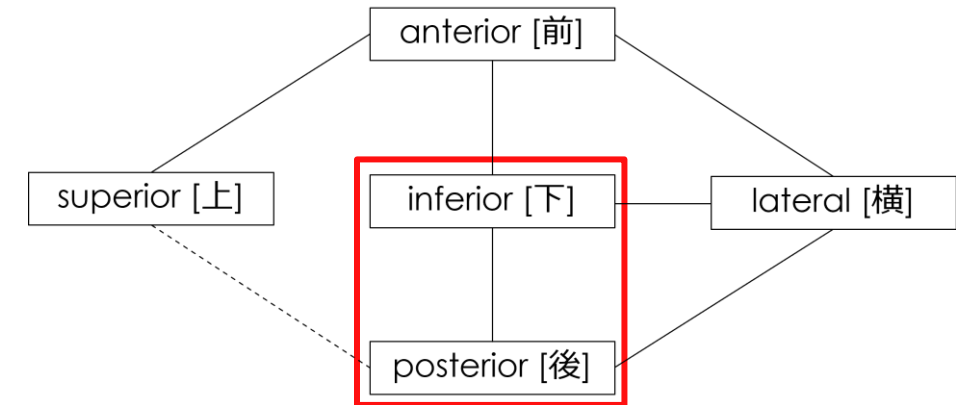 anterior [前]
superior [上]
inferior [下]
lateral [横]
posterior [後]